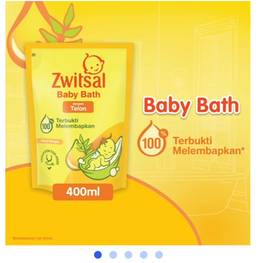 Zwitsal
Baby Bath
Telon
100%
Terbukti
Melembapkan
400ml
Baby Bath
100%
Terbukti
Melembapkan*